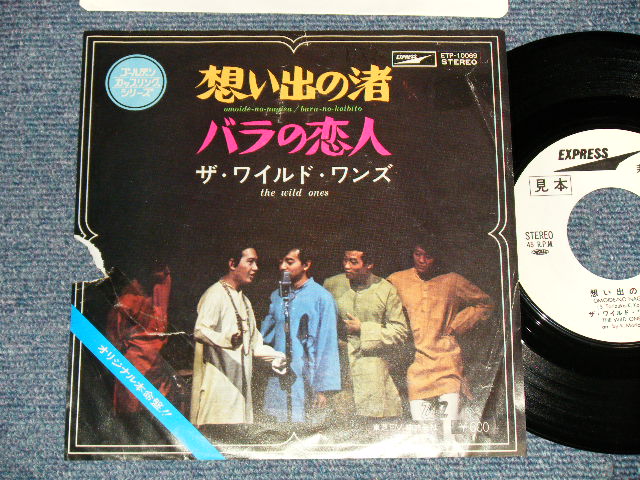 ゴールデン
カップリング
シリーズ
EXPRESS
ETP-10069
STEREO
想い出の渚
omoide-no-nagisa / bara-no-koibito
バラの恋人
ザ・ワイルド・ワンズ
the wild ones
オリジナル本命盤!!
¥600
EXPRESS
見本
STEREO
45 R.P.M.
想い出の
ザ・ワイルド・
THE WILD ONE